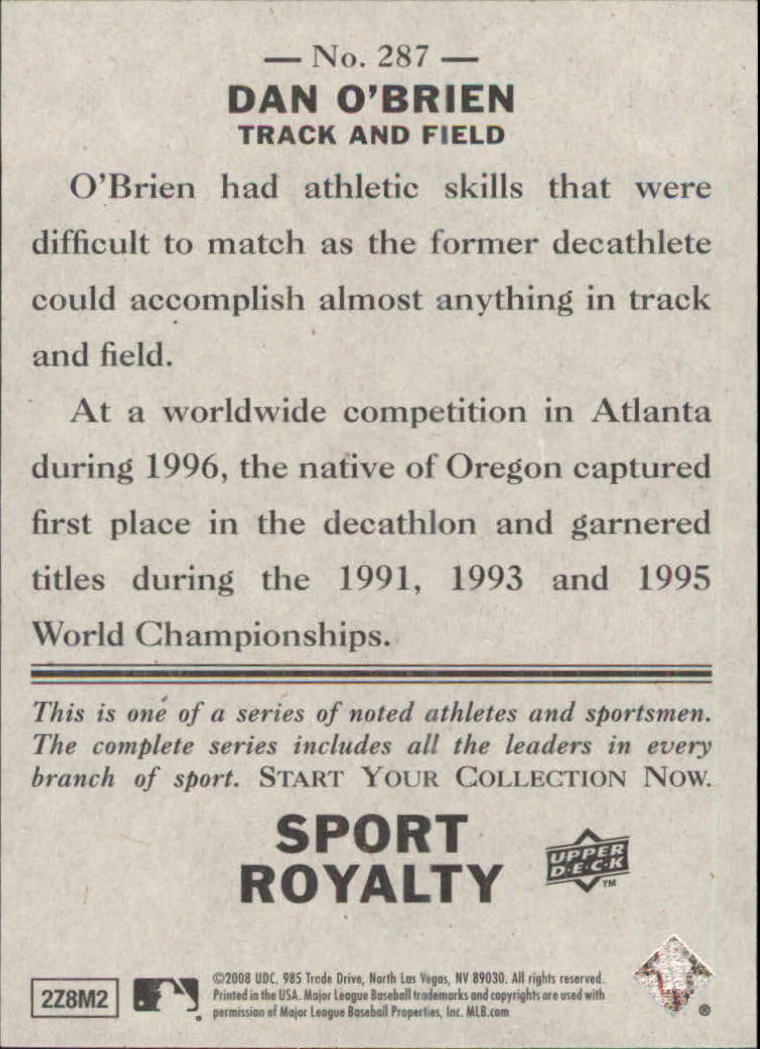 — No. 287 —
DAN O'BRIEN
TRACK AND FIELD
O'Brien had athletic skills that were
difficult to match as the former decathlete
could accomplish almost anything in track
and field.
At a worldwide competition in Atlanta
during 1996, the native of Oregon captured
first place in the decathlon and garnered
titles during the 1991, 1993 and 1995
World Championships.
This is one of a series of noted athletes and sportsmen.
The complete series includes all the leaders in every
branch of sport. START YOUR COLLECTION NOW.
SPORT
ROYALTY
UPPER
D·E·C·K
TM
2Z8M2
©2008 UDC. 985 Trade Drive, North Las Vegas, NV 89030. All rights reserved.
Printed in the USA. Major League Baseball trademarks and copyrights are used with
permission of Major League Baseball Properties, Inc. MLB.com
®